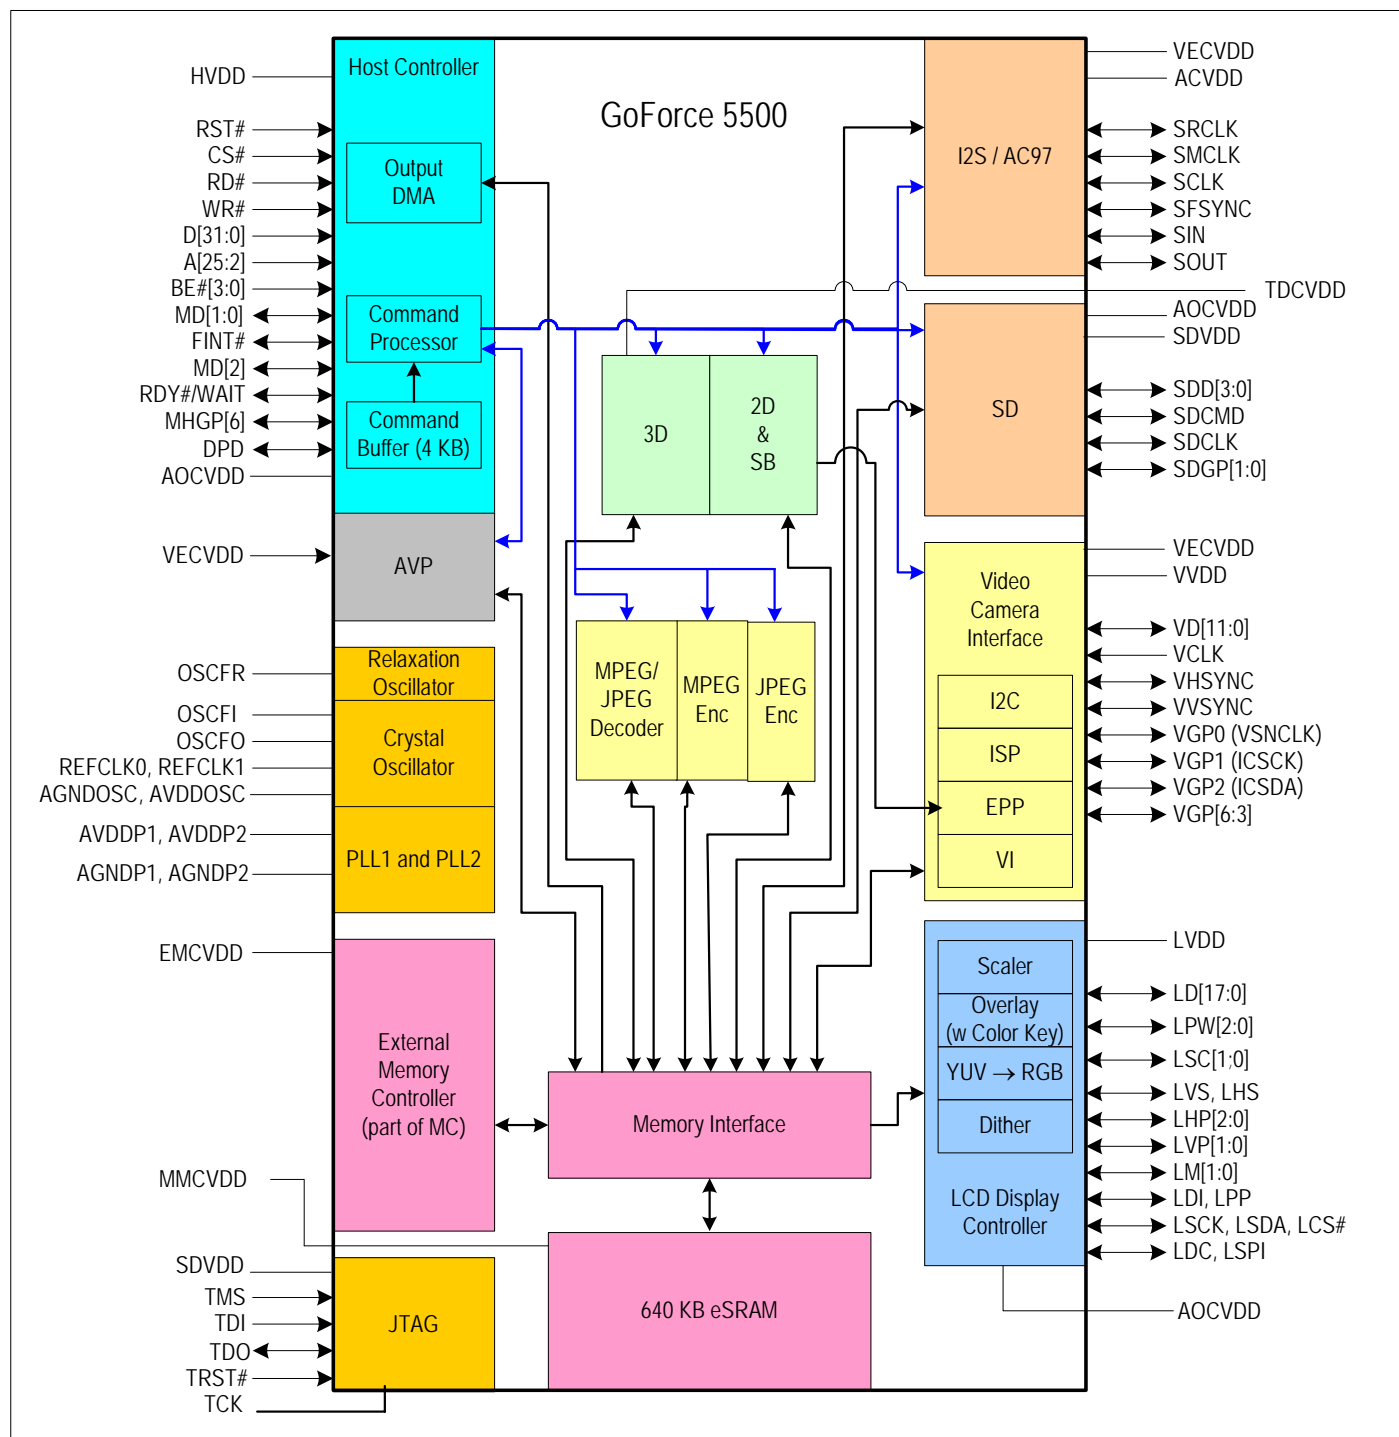 GoForce 5500
HVDD
RST#
CS#
RD#
WR#
D[31:0]
A[25:2]
BE#[3:0]
MD[1:0]
FINT#
MD[2]
RDY#/WAIT
MHGP[6]
DPD
AOCVDD
VECVDD
OSCFR
OSCFI
OSCFO
REFCLK0, REFCLK1
AGNDOSC, AVDDOSC
AVDDP1, AVDDP2
AGNDP1, AGNDP2
EMCVDD
MMCVDD
SDVDD
TMS
TDI
TDO
TRST#
TCK
Host Controller
Output
DMA
Command
Processor
Command
Buffer (4 KB)
AVP
Relaxation
Oscillator
Crystal
Oscillator
PLL1 and PLL2
External
Memory
Controller
(part of MC)
JTAG
3D
2D
&
SB
MPEG/
JPEG
Decoder
MPEG
Enc
JPEG
Enc
Memory Interface
640 KB eSRAM
I2S / AC97
SD
Video
Camera
Interface
I2C
ISP
EPP
VI
Scaler
Overlay
(w Color Key)
YUV → RGB
Dither
LCD Display
Controller
VECVDD
ACVDD
SRCLK
SMCLK
SCLK
SFSYNC
SIN
SOUT
TDCVDD
AOCVDD
SDVDD
SDD[3:0]
SDCMD
SDCLK
SDGP[1:0]
VECVDD
VVDD
VD[11:0]
VCLK
VHSYNC
VVSYNC
VGP0 (VSNCLK)
VGP1 (ICSCK)
VGP2 (ICSDA)
VGP[6:3]
LVDD
LD[17:0]
LPW[2:0]
LSC[1;0]
LVS, LHS
LHP[2:0]
LVP[1:0]
LM[1:0]
LDI, LPP
LSCK, LSDA, LCS#
LDC, LSPI
AOCVDD